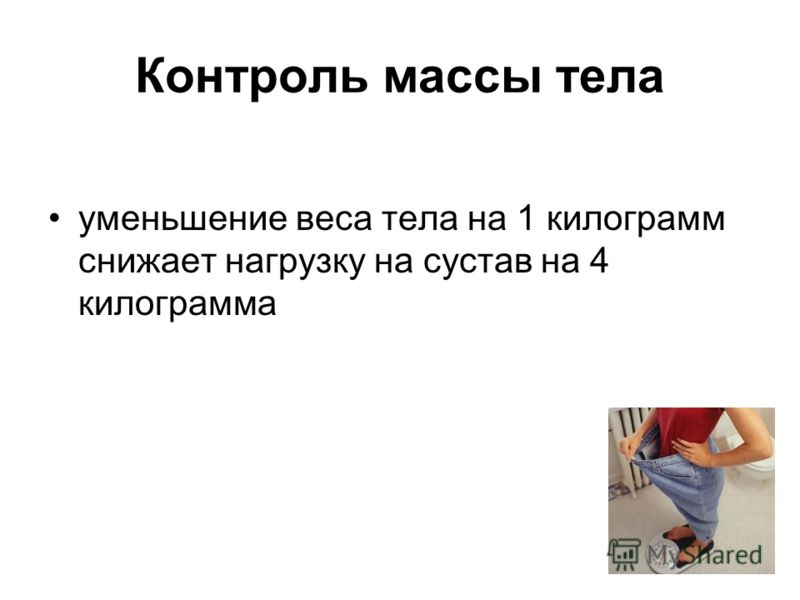 Контроль массы тела
• уменьшение веса тела на 1 килограмм
снижает нагрузку на сустав на 4
килограмма
MyShared